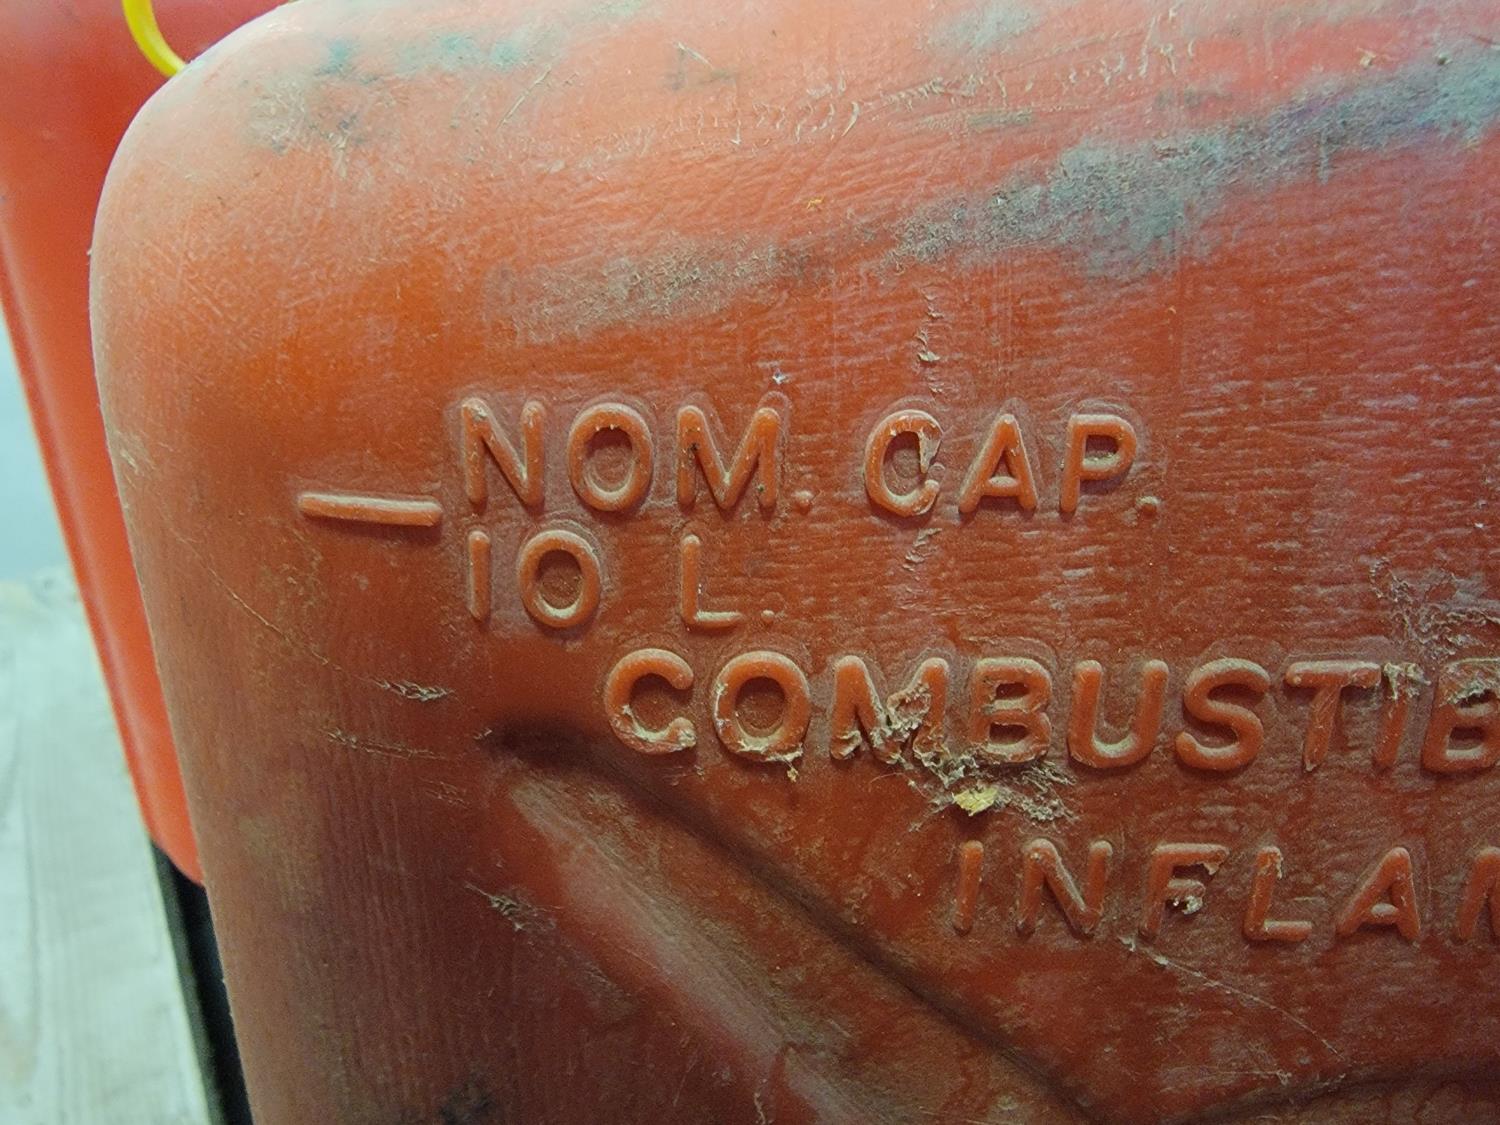 NOM. CAP.
10 L.
COMBUSTIB
INFLAM